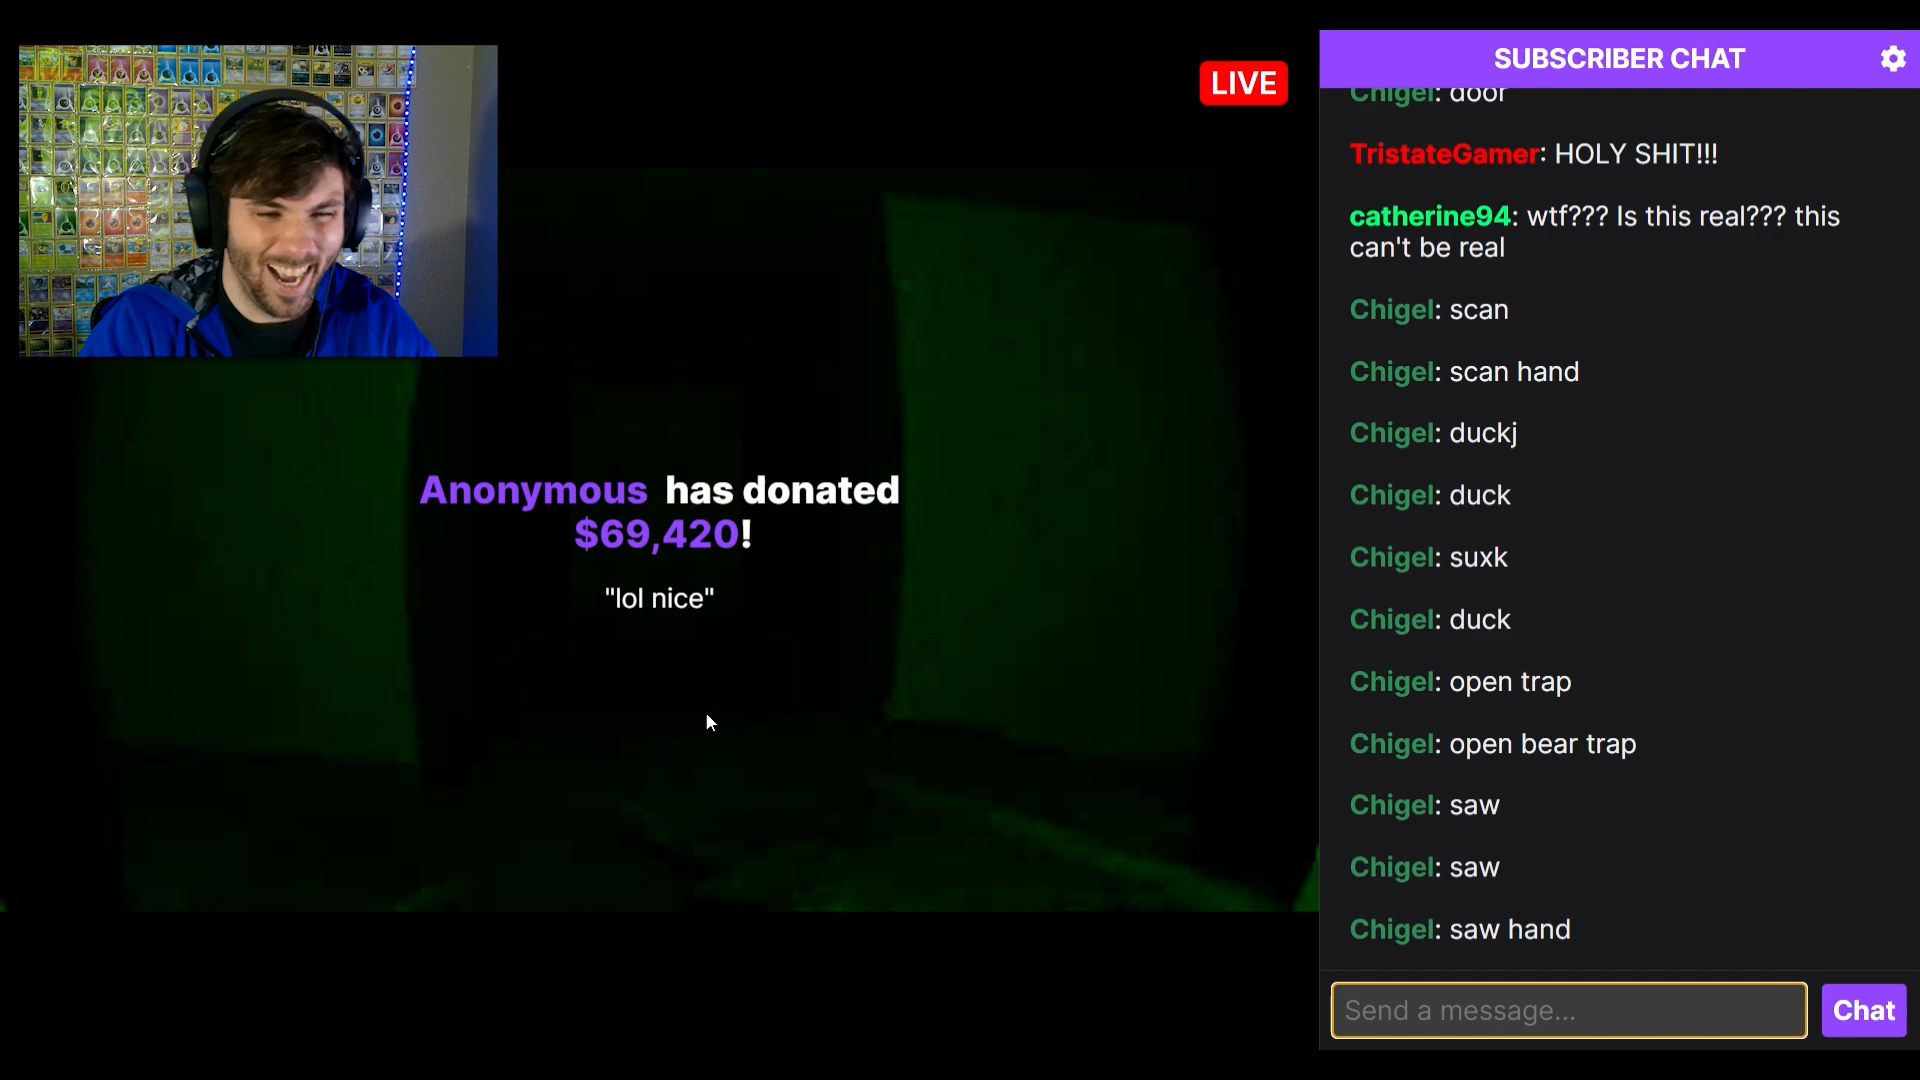 LIVE
Anonymous has donated
$69,420!
"lol nice"
SUBSCRIBER CHAT
Chigel: door
TristateGamer: HOLY SHIT!!!
catherine94: wtf??? Is this real??? this
can't be real
Chigel: scan
Chigel: scan hand
Chigel: duckj
Chigel: duck
Chigel: suxk
Chigel: duck
Chigel: open trap
Chigel: open bear trap
Chigel: saw
Chigel: saw
Chigel: saw hand
Send a message...
Chat